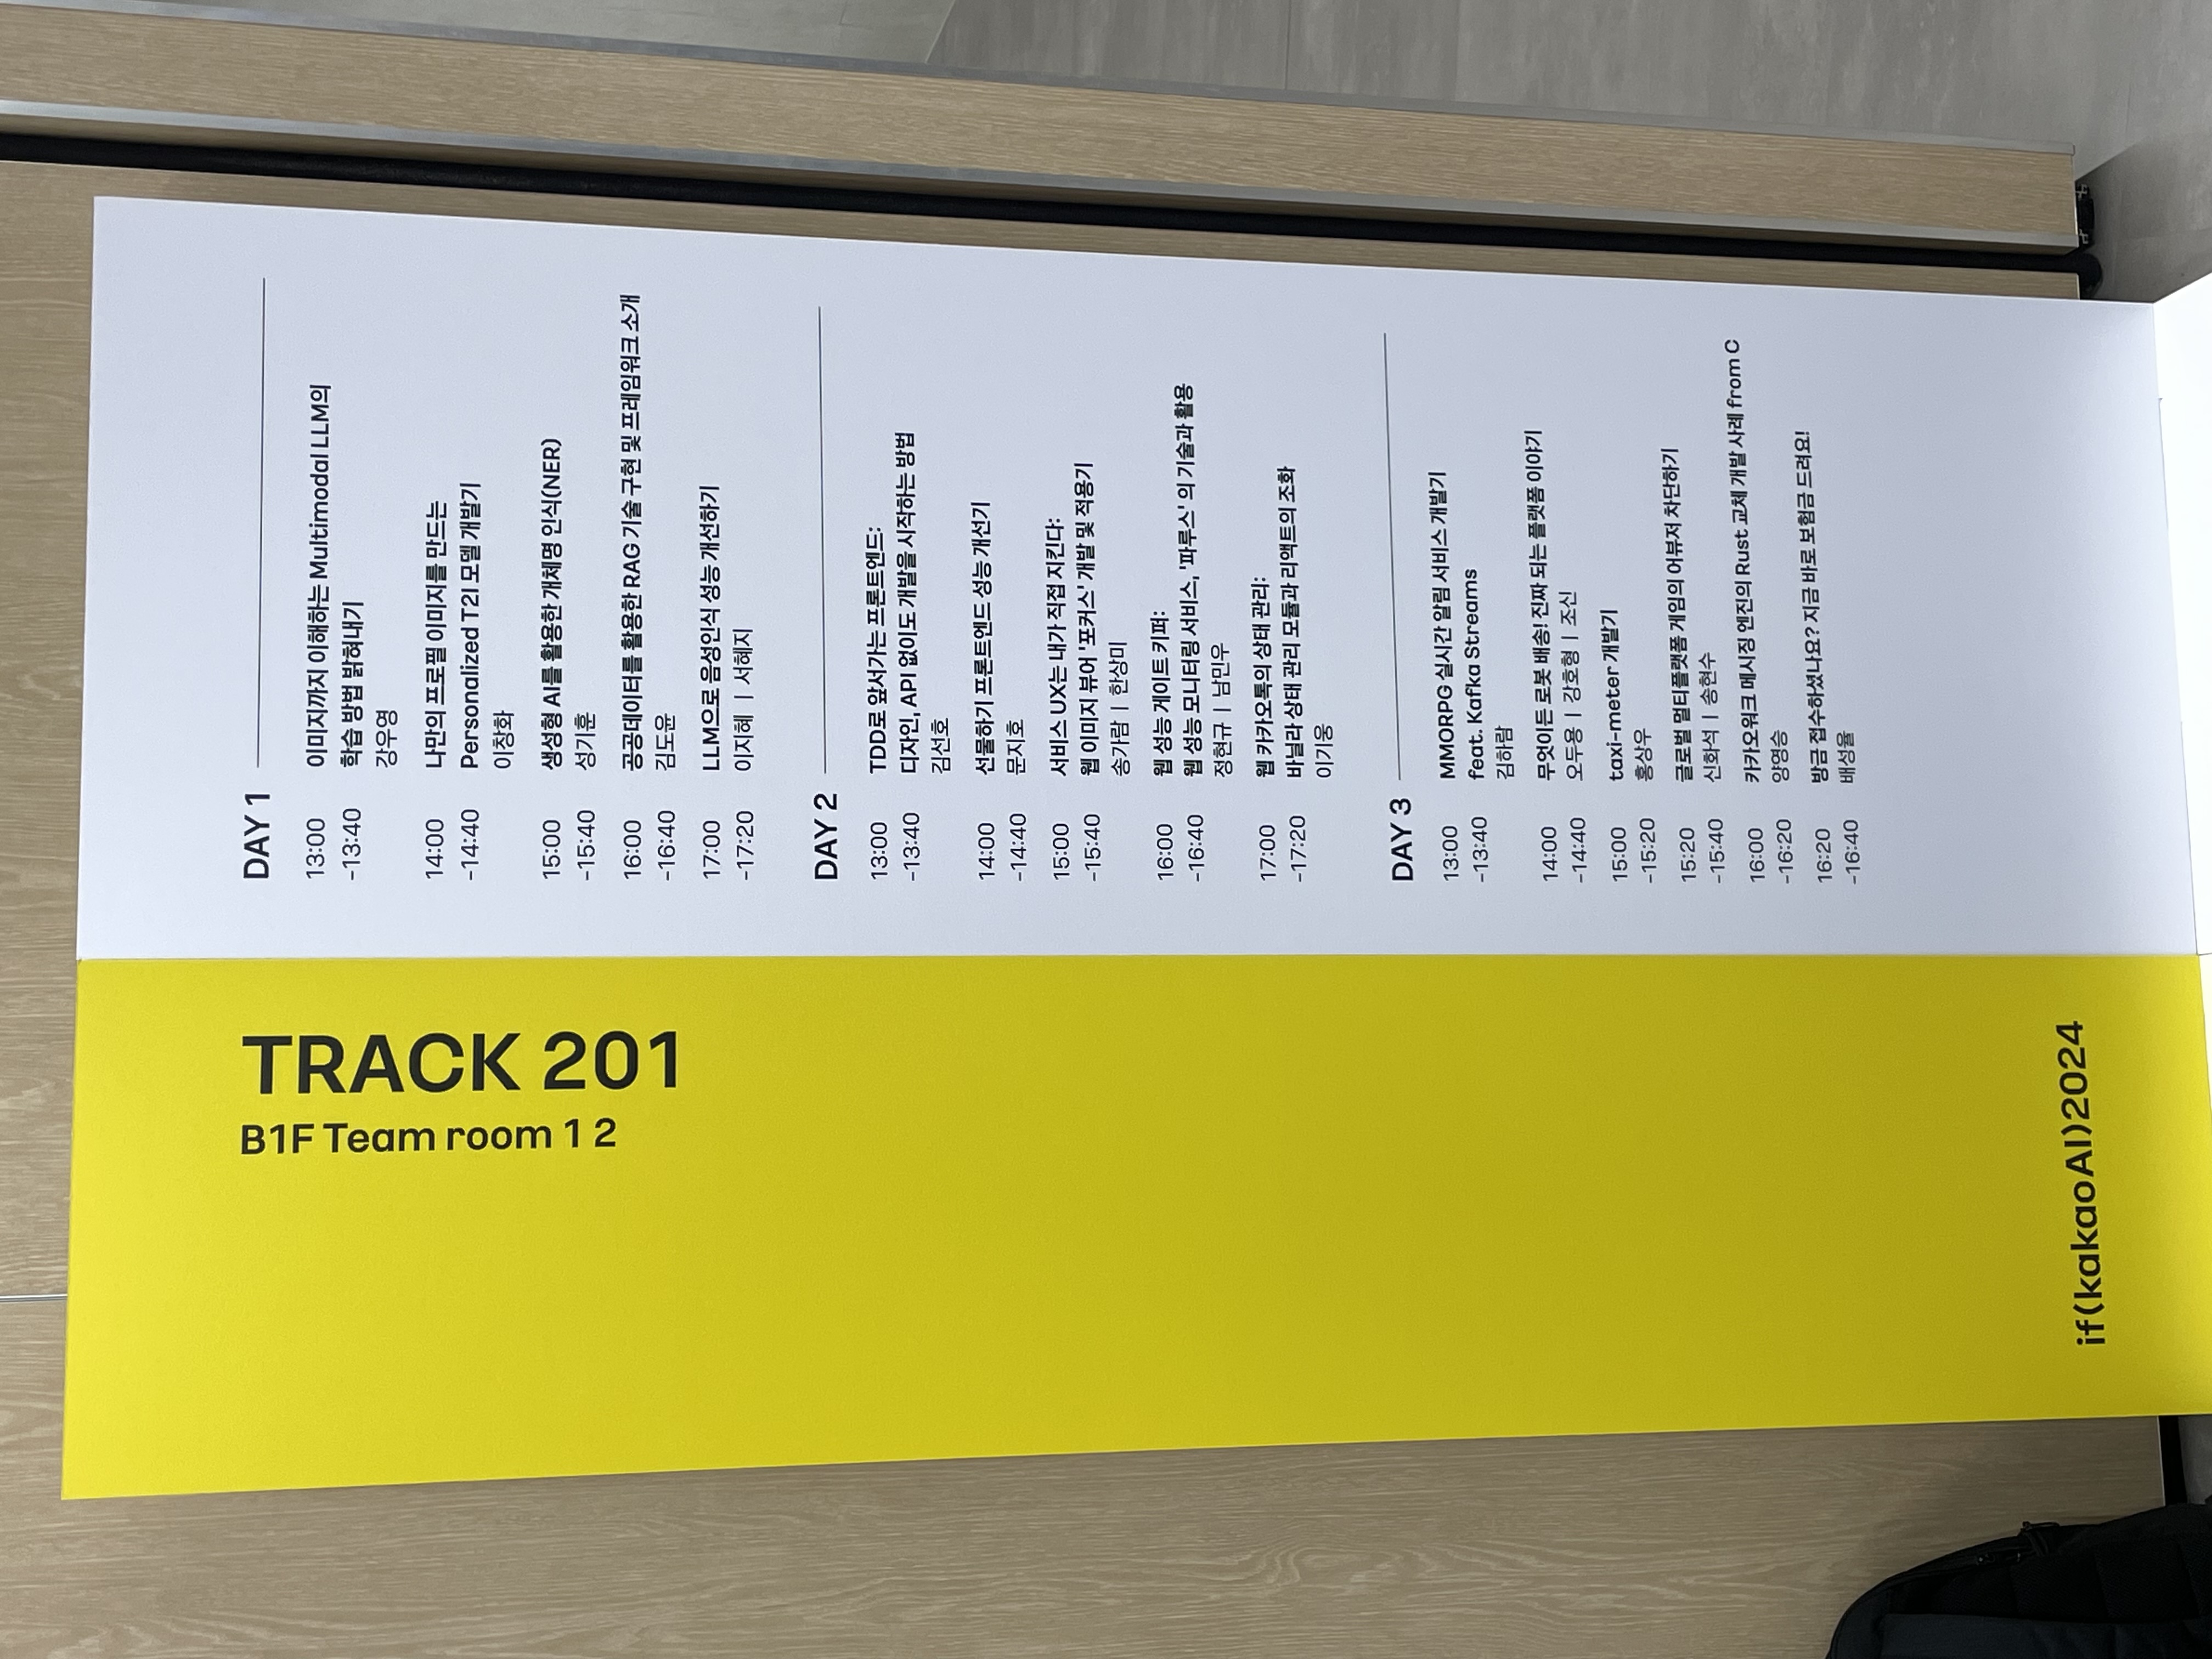 TRACK 201
B1F Team room 1 2
DAY 1
13:00 이미지까지 이해하는 Multimodal LLM의
-13:40 학습 방법 밝혀내기
강우영
14:00 나만의 프로필 이미지를 만드는
-14:40 Personalized T2I 모델 개발기
이창화
15:00 생성형 AI를 활용한 개체명 인식(NER)
-15:40 성기훈
16:00 공공데이터를 활용한 RAG 기술 구현 및 프레임워크 소개
-16:40 김도윤
17:00 LLM으로 음성인식 성능 개선하기
-17:20 이지혜 | 서혜지
DAY 2
13:00 TDD로 앞서가는 프론트엔드:
-13:40 디자인, API 없이도 개발을 시작하는 방법
김선호
14:00 선물하기 프론트엔드 성능 개선기
-14:40 문지호
15:00 서비스 UX는 내가 직접 지킨다:
-15:40 웹 이미지 뷰어 '포커스' 개발 및 적용기
송가람 | 한상미
16:00 웹 성능 게이트 키퍼:
-16:40 웹 성능 모니터링 서비스, '파루스' 의 기술과 활용
정현규 | 남민우
17:00 웹 카카오톡의 상태 관리:
-17:20 바닐라 상태 관리 모듈과 리액트의 조화
이기웅
DAY 3
13:00 MMORPG 실시간 알림 서비스 개발기
-13:40 feat. Kafka Streams
김하람
14:00 무엇이든 로봇 배송! 진짜 되는 플랫폼 이야기
-14:40 오두용 | 강호형 | 조신
15:00 taxi-meter 개발기
-15:20 홍상우
15:20 글로벌 멀티플랫폼 게임의 어뷰저 차단하기
-15:40 신화석 | 송현수
16:00 카카오워크 메시징 엔진의 Rust 교체 개발 사례 from C
-16:20 양영승
16:20 방금 접수하셨나요? 지금 바로 보험금 드려요!
-16:40 배성율
if(kakaoAI)2024